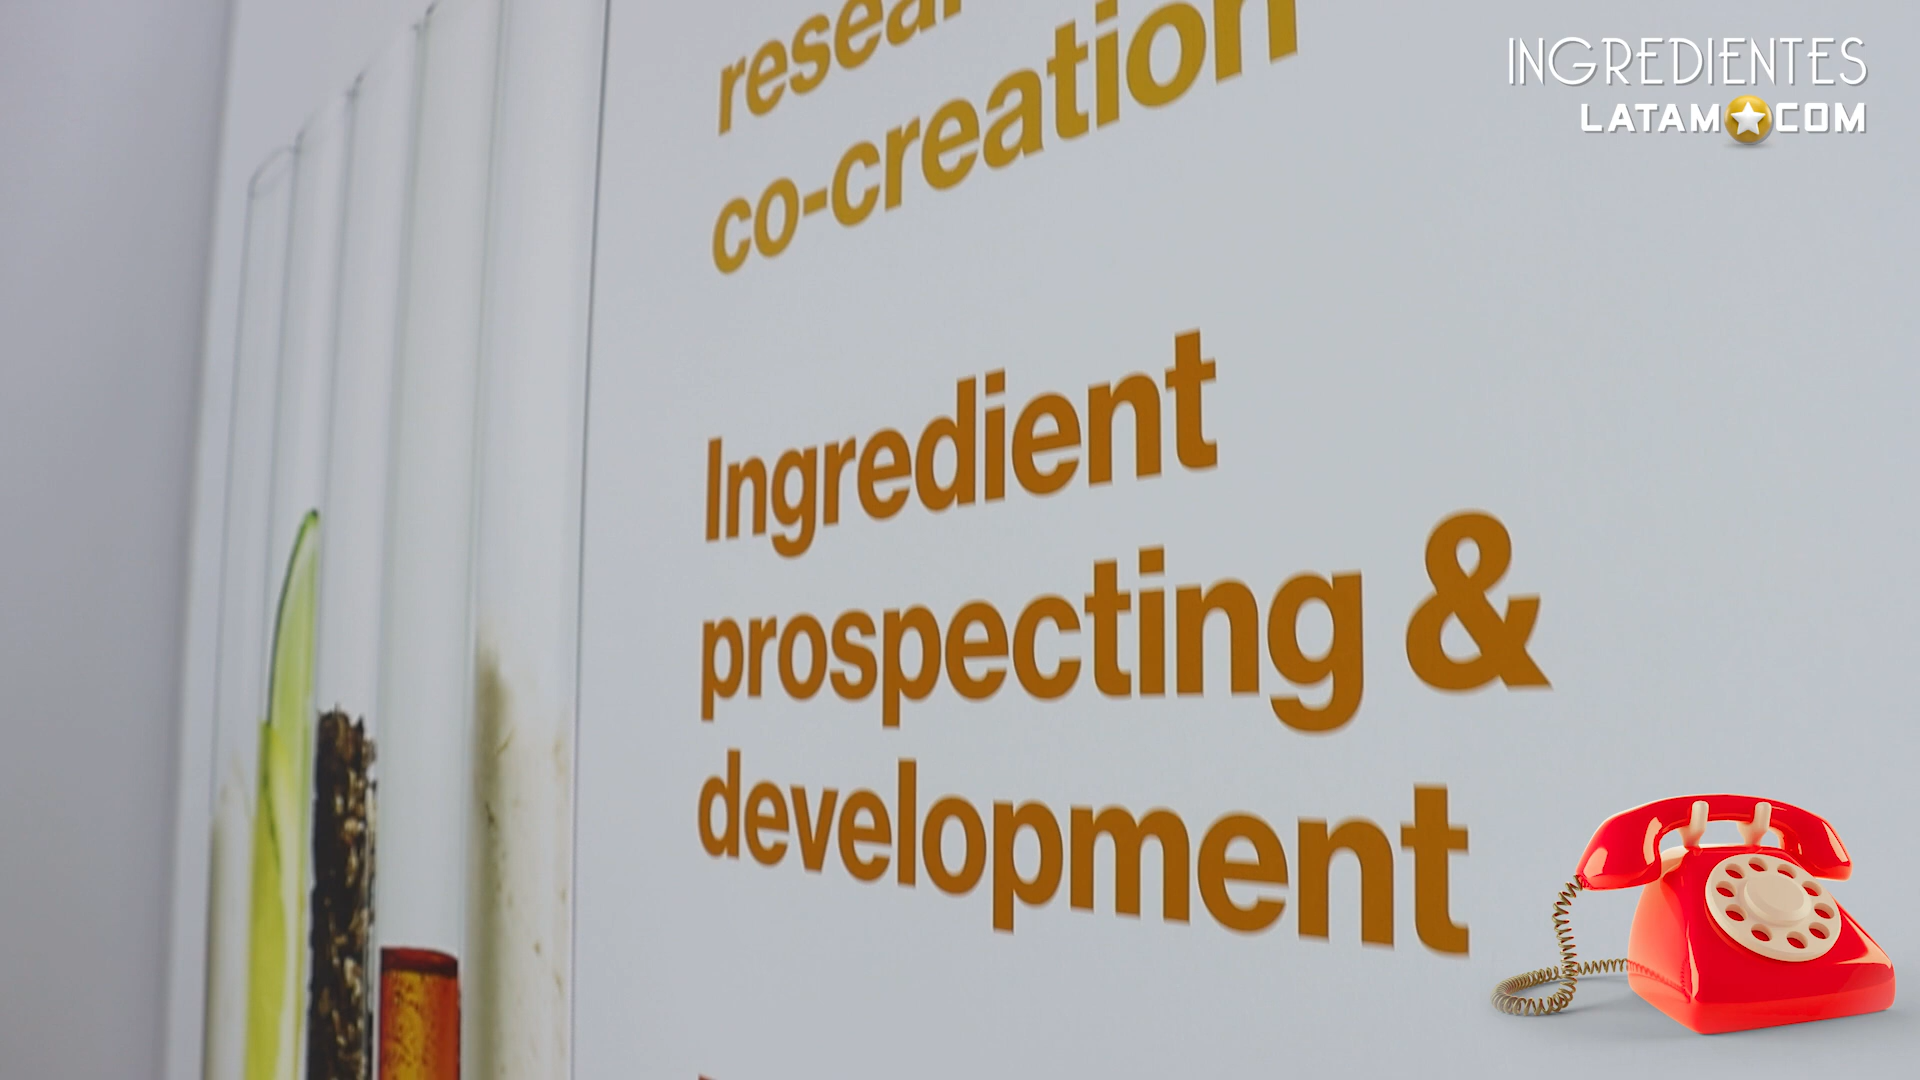 INGREDIENTES
LATAM COM
co-creation
Ingredient
prospecting &
development